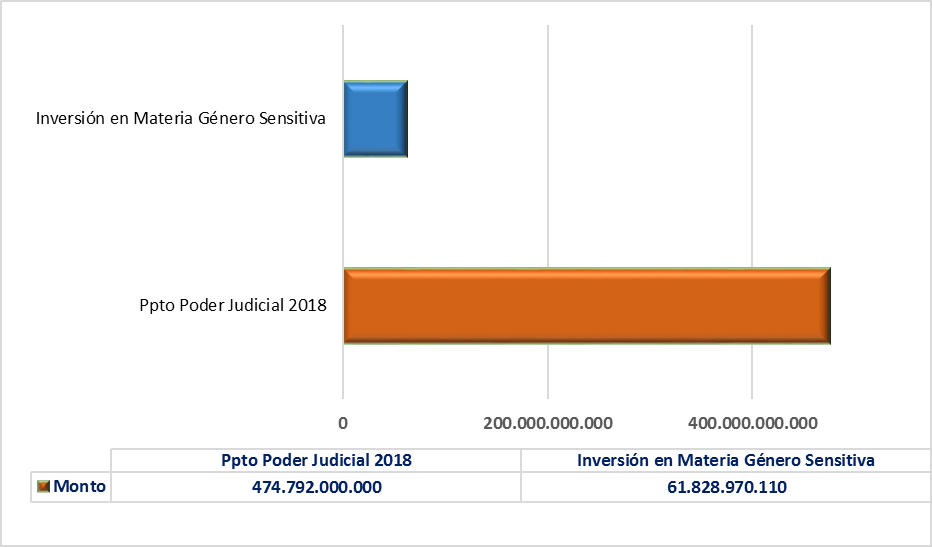 Inversión en Materia Género Sensitiva
Ppto Poder Judicial 2018
0 200.000.000.000 400.000.000.000
Ppto Poder Judicial 2018 Inversión en Materia Género Sensitiva
Monto 474.792.000.000 61.828.970.110